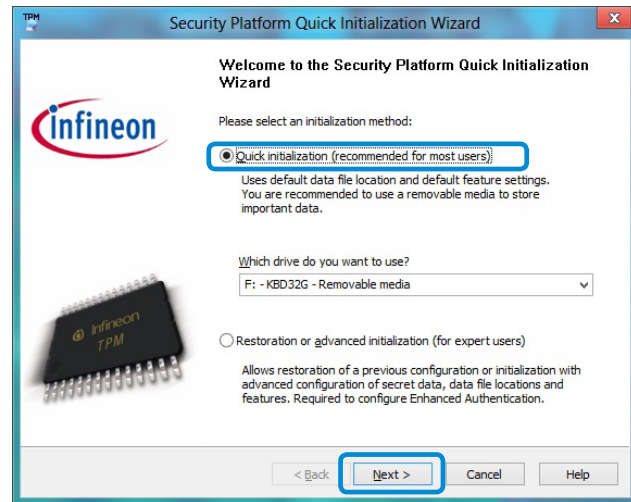 TPM
Security Platform Quick Initialization Wizard
x
Welcome to the Security Platform Quick Initialization
Wizard
infineon
Please select an initialization method:
Quick initialization (recommended for most users)
Uses default data file location and default feature settings.
You are recommended to use a removable media to store
important data.
Which drive do you want to use?
F: - KBD32G - Removable media
Infineon
TPM
Restoration or advanced initialization (for expert users)
Allows restoration of a previous configuration or initialization with
advanced configuration of secret data, data file locations and
features. Required to configure Enhanced Authentication.
< Back
Next >
Cancel
Help